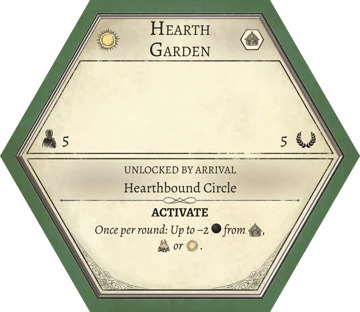 Hearth
Garden
5 5
UNLOCKED BY ARRIVAL
Hearthbound Circle
ACTIVATE
Once per round: Up to −2 from ,
or .